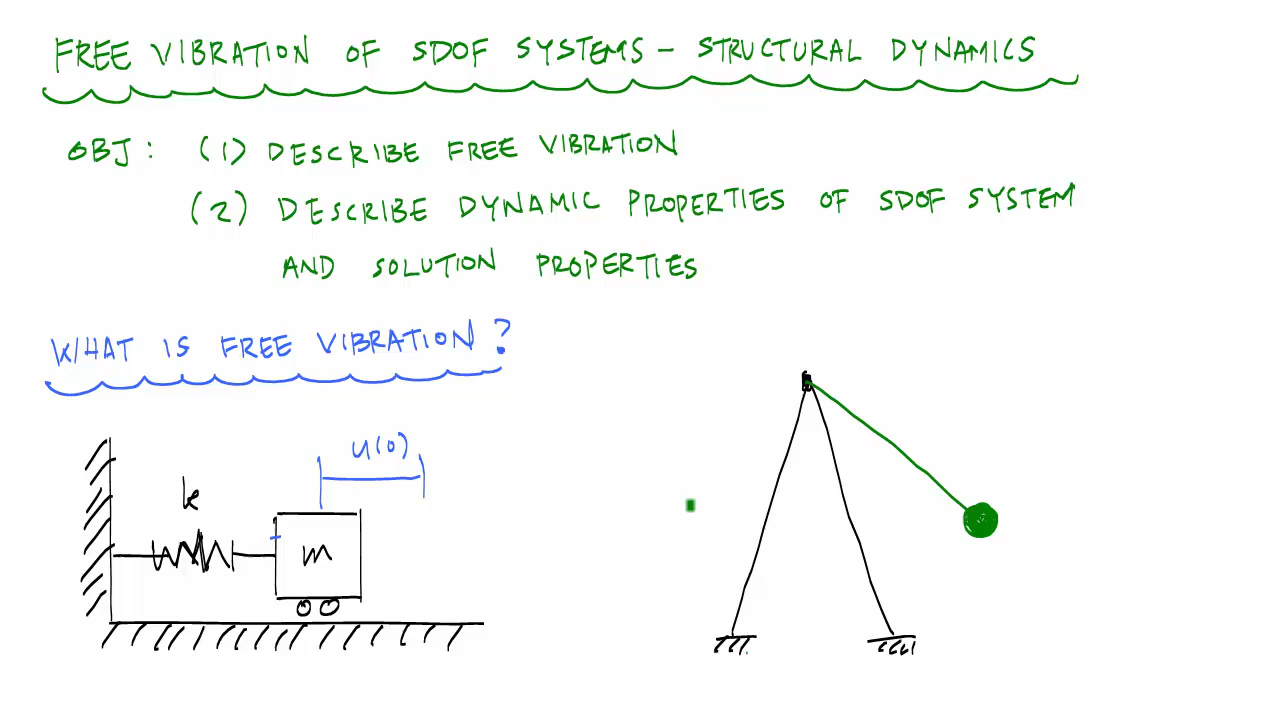 FREE VIBRATION OF SDOF SYSTEMS - STRUCTURAL DYNAMICS
OBJ: (1) DESCRIBE FREE VIBRATION
(2) DESCRIBE DYNAMIC PROPERTIES OF SDOF SYSTEM
AND SOLUTION PROPERTIES
WHAT IS FREE VIBRATION?
u(0)
k
m